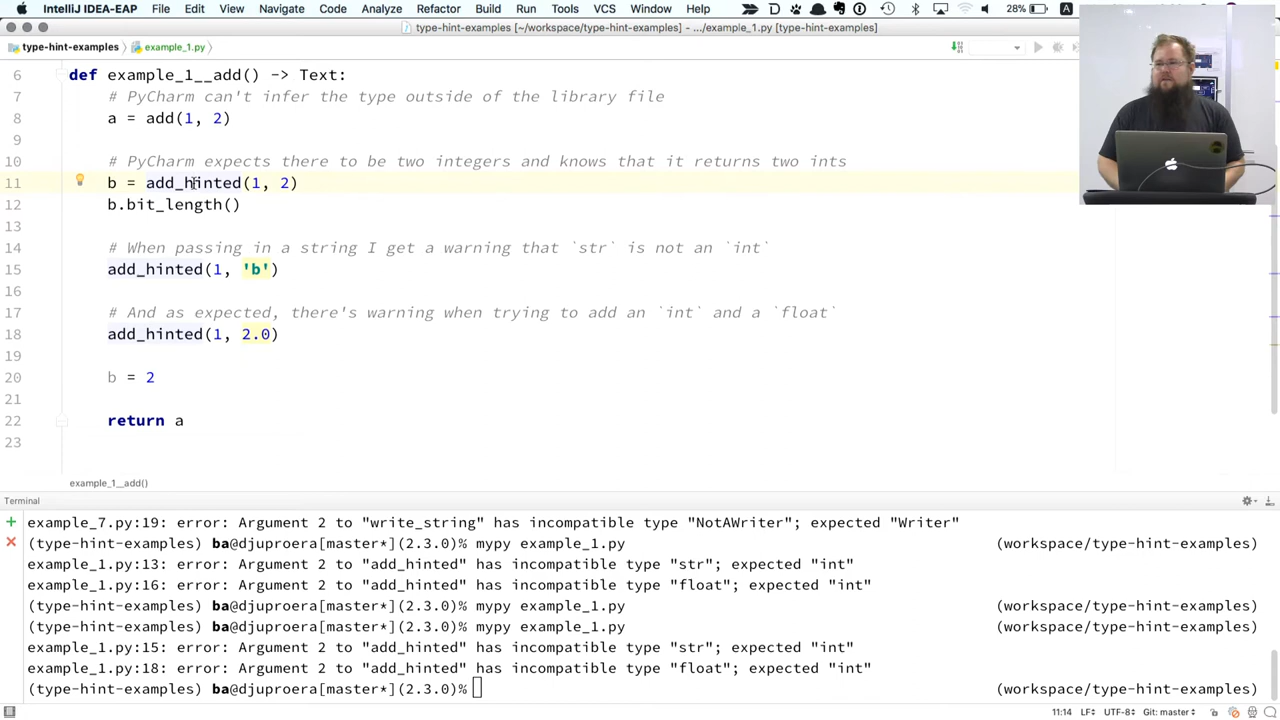 IntelliJ IDEA-EAP File Edit View Navigate Code Analyze Refactor Build Run Tools VCS Window Help 28% A
example_1.py - type-hint-examples [~/workspace/type-hint-examples] - .../example_1.py [type-hint-examples]
type-hint-examples example_1.py
6 def example_1__add() -> Text:
7 # PyCharm can't infer the type outside of the library file
8 a = add(1, 2)
9
10 # PyCharm expects there to be two integers and knows that it returns two ints
11 b = add_hinted(1, 2)
12 b.bit_length()
13
14 # When passing in a string I get a warning that `str` is not an `int`
15 add_hinted(1, 'b')
16
17 # And as expected, there's warning when trying to add an `int` and a `float`
18 add_hinted(1, 2.0)
19
20 b = 2
21
22 return a
23
example_1__add()
Terminal
example_7.py:19: error: Argument 2 to "write_string" has incompatible type "NotAWriter"; expected "Writer"
(type-hint-examples) ba@djuproera[master*](2.3.0)% mypy example_1.py (workspace/type-hint-examples)
example_1.py:13: error: Argument 2 to "add_hinted" has incompatible type "str"; expected "int"
example_1.py:16: error: Argument 2 to "add_hinted" has incompatible type "float"; expected "int"
(type-hint-examples) ba@djuproera[master*](2.3.0)% mypy example_1.py (workspace/type-hint-examples)
(type-hint-examples) ba@djuproera[master*](2.3.0)% mypy example_1.py (workspace/type-hint-examples)
example_1.py:15: error: Argument 2 to "add_hinted" has incompatible type "str"; expected "int"
example_1.py:18: error: Argument 2 to "add_hinted" has incompatible type "float"; expected "int"
(type-hint-examples) ba@djuproera[master*](2.3.0)% (workspace/type-hint-examples)
11:14 LF UTF-8 Git: master